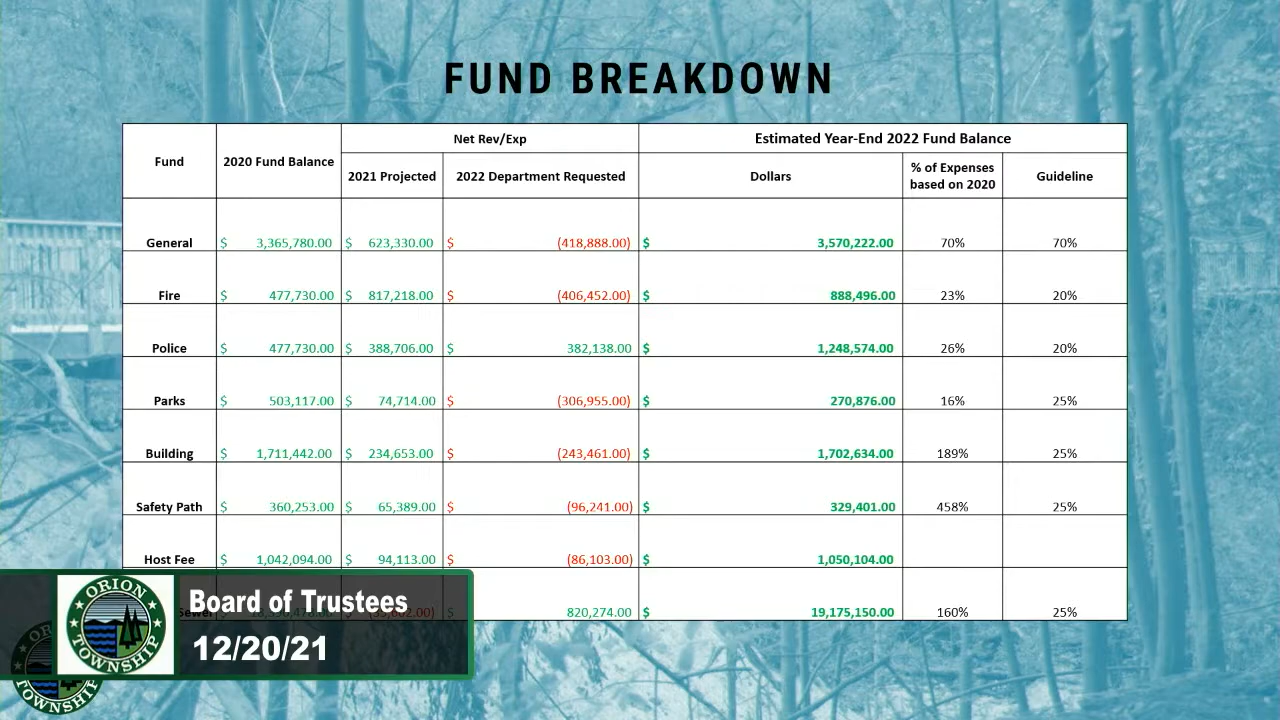 FUND BREAKDOWN
Fund 2020 Fund Balance Net Rev/Exp Estimated Year-End 2022 Fund Balance
2021 Projected 2022 Department Requested Dollars % of Expenses based on 2020 Guideline
General $ 3,365,780.00 $ 623,330.00 $ (418,888.00) $ 3,570,222.00 70% 70%
Fire $ 477,730.00 $ 817,218.00 $ (406,452.00) $ 888,496.00 23% 20%
Police $ 477,730.00 $ 388,706.00 $ 382,138.00 $ 1,248,574.00 26% 20%
Parks $ 503,117.00 $ 74,714.00 $ (306,955.00) $ 270,876.00 16% 25%
Building $ 1,711,442.00 $ 234,653.00 $ (243,461.00) $ 1,702,634.00 189% 25%
Safety Path $ 360,253.00 $ 65,389.00 $ (96,241.00) $ 329,401.00 458% 25%
Host Fee $ 1,042,094.00 $ 94,113.00 $ (86,103.00) $ 1,050,104.00
Sewer $ $ $ 820,274.00 $ 19,175,150.00 160% 25%
ORION TOWNSHIP
Board of Trustees
12/20/21
TOWNSHIP